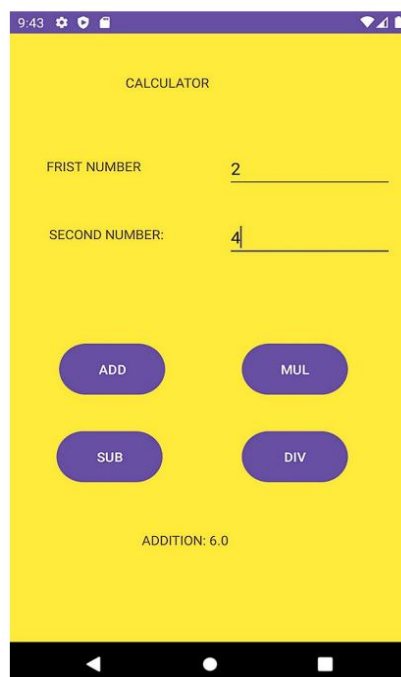 9:43
CALCULATOR
FRIST NUMBER 2
SECOND NUMBER: 4
ADD MUL
SUB DIV
ADDITION: 6.0